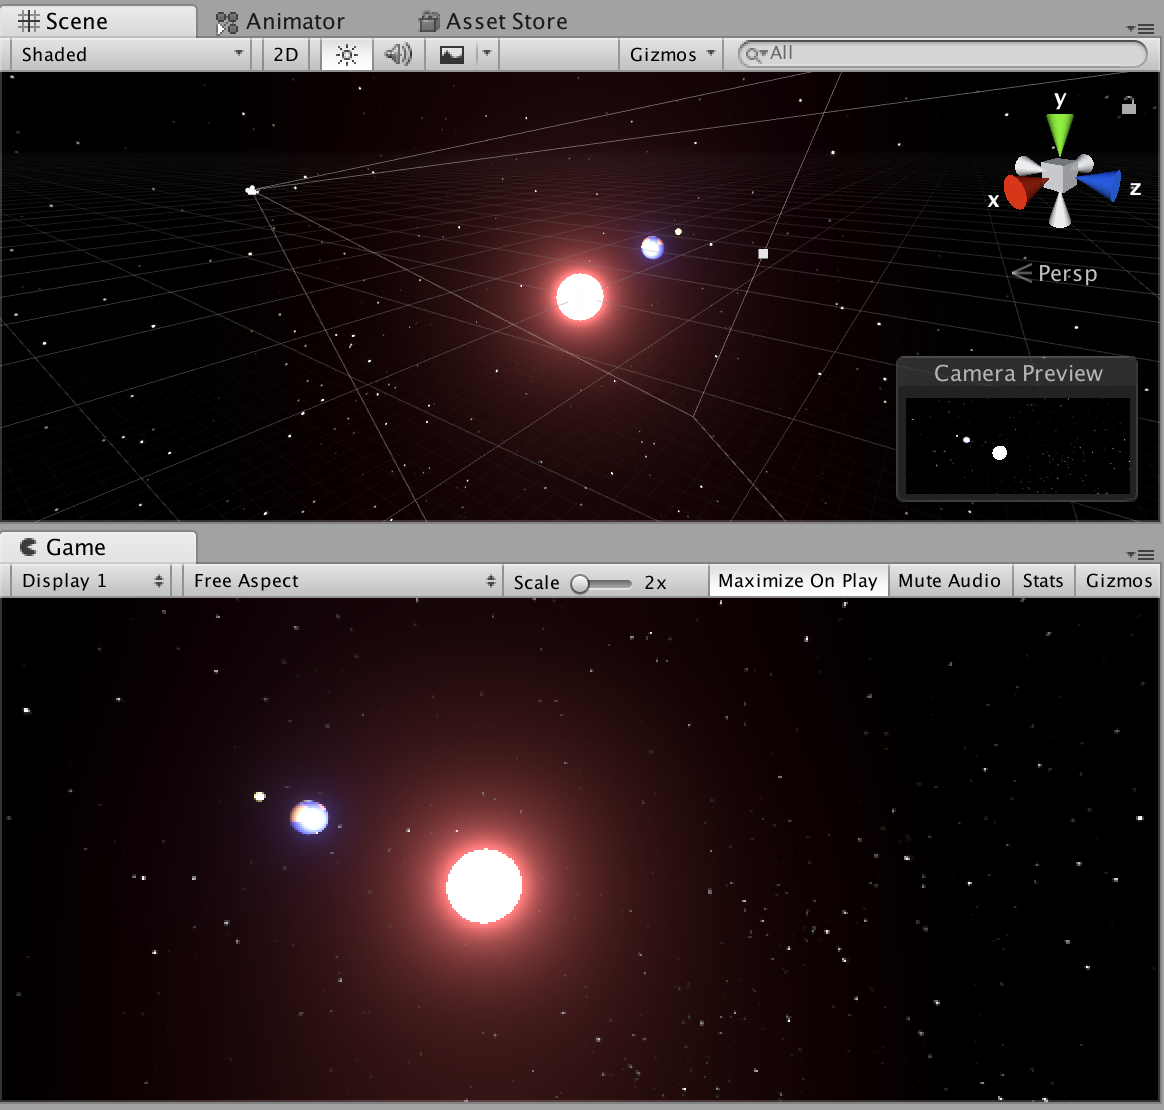 Scene Animator Asset Store
Shaded 2D Gizmos All
y
x z
Persp
Camera Preview
Game
Display 1 Free Aspect Scale 2x Maximize On Play Mute Audio Stats Gizmos